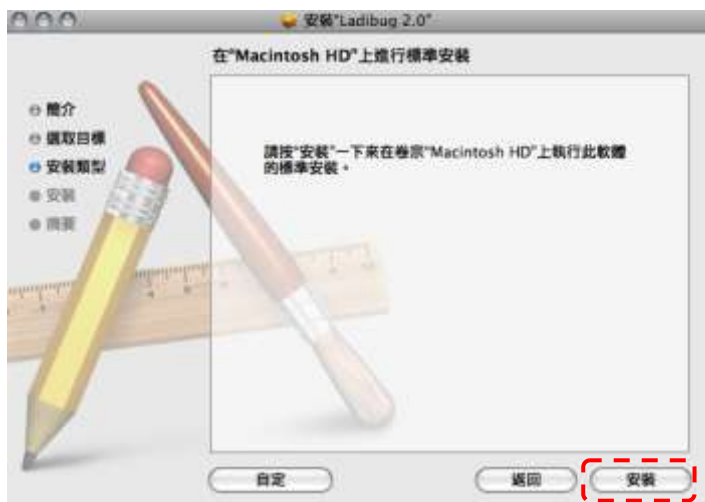 安裝"Ladibug 2.0"
在"Macintosh HD"上進行標準安裝
簡介
選取目標
安裝類型
安裝
摘要
請按"安裝"一下來在卷宗"Macintosh HD"上執行此軟體
的標準安裝。
自定
返回
安裝